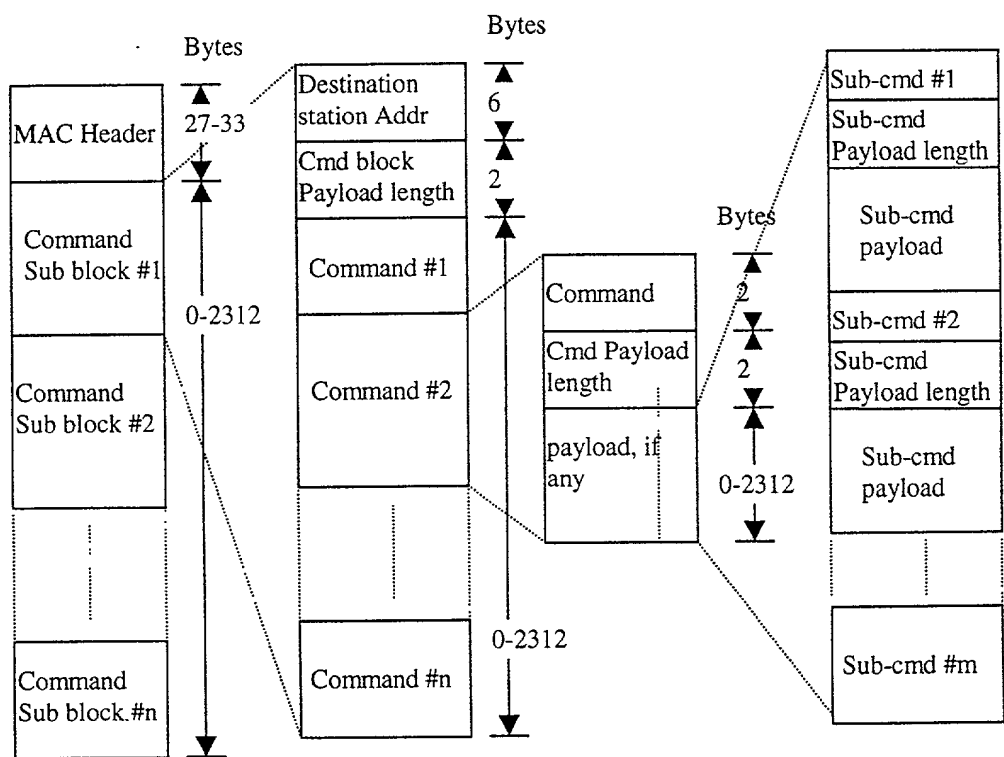 Bytes
MAC Header
27-33
Command
Sub block #1
0-2312
Command
Sub block #2
Command
Sub block.#n
Bytes
Destination
station Addr
6
Cmd block
Payload length
2
Command #1
Command #2
0-2312
Command #n
Bytes
Command
2
Cmd Payload
length
2
payload, if
any
0-2312
Sub-cmd #1
Sub-cmd
Payload length
Sub-cmd
payload
Sub-cmd #2
Sub-cmd
Payload length
Sub-cmd
payload
Sub-cmd #m